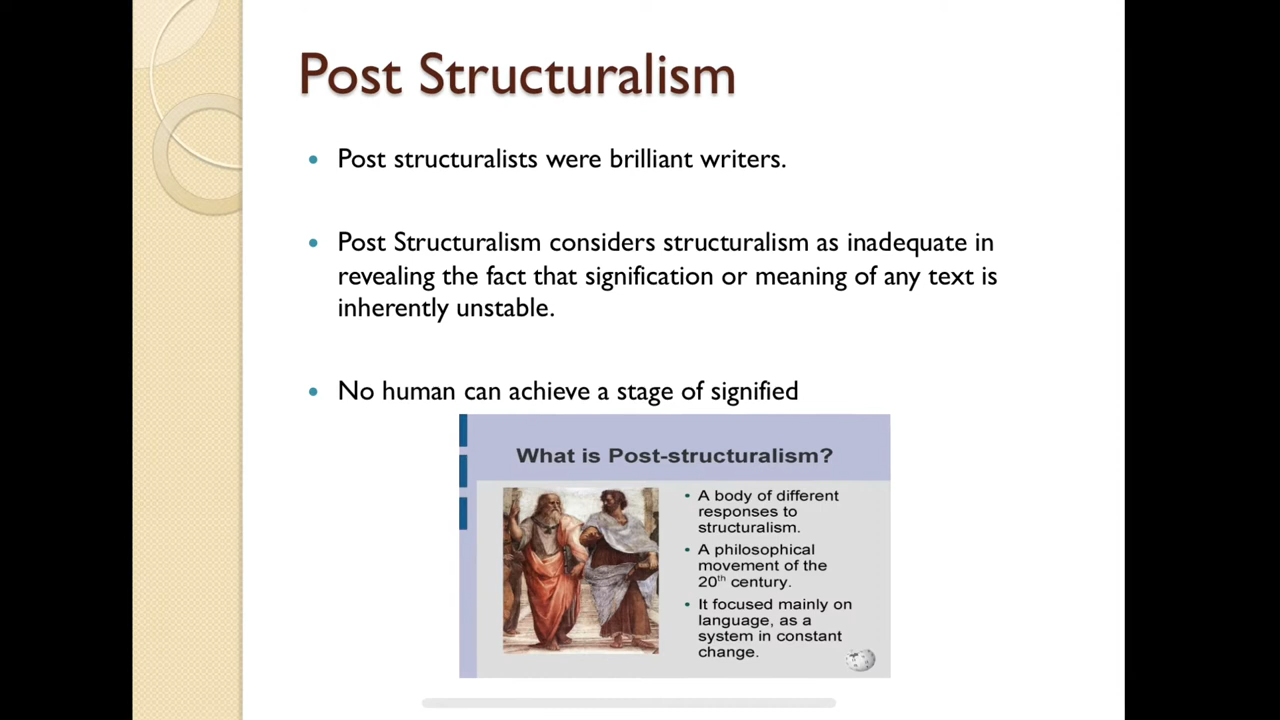 Post Structuralism
• Post structuralists were brilliant writers.
• Post Structuralism considers structuralism as inadequate in
revealing the fact that signification or meaning of any text is
inherently unstable.
• No human can achieve a stage of signified
What is Post-structuralism?
• A body of different
responses to
structuralism.
• A philosophical
movement of the
20th century.
• It focused mainly on
language, as a
system in constant
change.